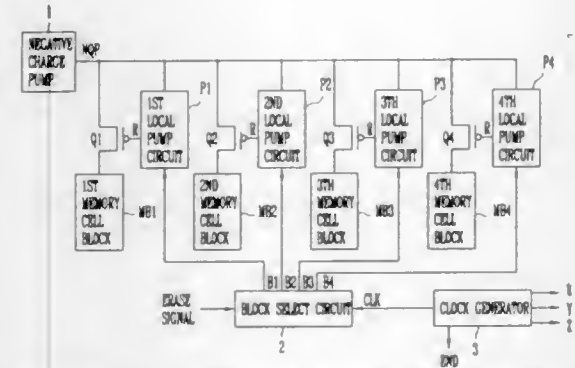 1
NEGATIVE
CHARGE
PUMP
NQP
P1
P2
P3
P4
1ST
LOCAL
PUMP
CIRCUIT
2ND
LOCAL
PUMP
CIRCUIT
3TH
LOCAL
PUMP
CIRCUIT
4TH
LOCAL
PUMP
CIRCUIT
Q1
R
Q2
R
Q3
R
Q4
R
1ST
MEMORY
CELL
BLOCK
MB1
2ND
MEMORY
CELL
BLOCK
MB2
3TH
MEMORY
CELL
BLOCK
MB3
4TH
MEMORY
CELL
BLOCK
MB4
B1 B2 B3 B4
ERASE
SIGNAL
BLOCK SELECT CIRCUIT
2
CLK
CLOCK GENERATOR
3
X
Y
Z
END